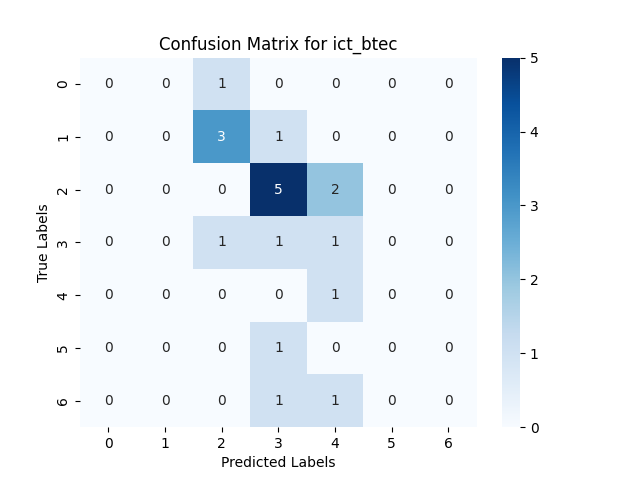 Confusion Matrix for ict_btec
0 0 0 1 0 0 0 0
1 0 0 3 1 0 0 0
2 0 0 0 5 2 0 0
3 0 0 1 1 1 0 0
4 0 0 0 0 1 0 0
5 0 0 0 1 0 0 0
6 0 0 0 1 1 0 0
0 1 2 3 4 5 6
True Labels
Predicted Labels
5
4
3
2
1
0